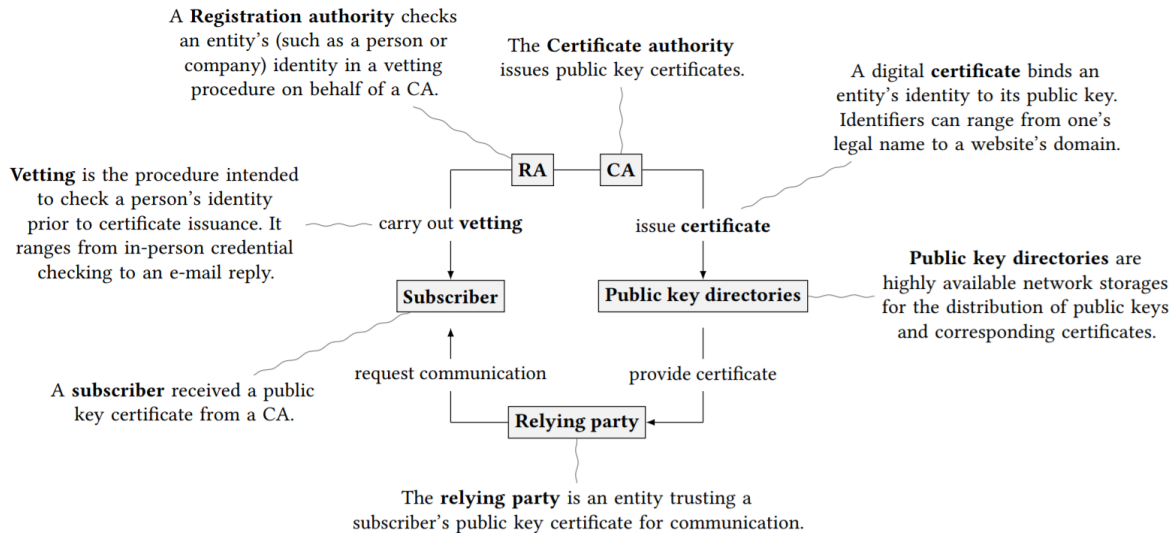 A Registration authority checks
an entity's (such as a person or
company) identity in a vetting
procedure on behalf of a CA.
The Certificate authority
issues public key certificates.
A digital certificate binds an
entity's identity to its public key.
Identifiers can range from one's
legal name to a website's domain.
RA
CA
Vetting is the procedure intended
to check a person's identity
prior to certificate issuance. It
ranges from in-person credential
checking to an e-mail reply.
carry out vetting
issue certificate
Public key directories are
highly available network storages
for the distribution of public keys
and corresponding certificates.
Subscriber
Public key directories
A subscriber received a public
key certificate from a CA.
request communication
provide certificate
Relying party
The relying party is an entity trusting a
subscriber's public key certificate for communication.